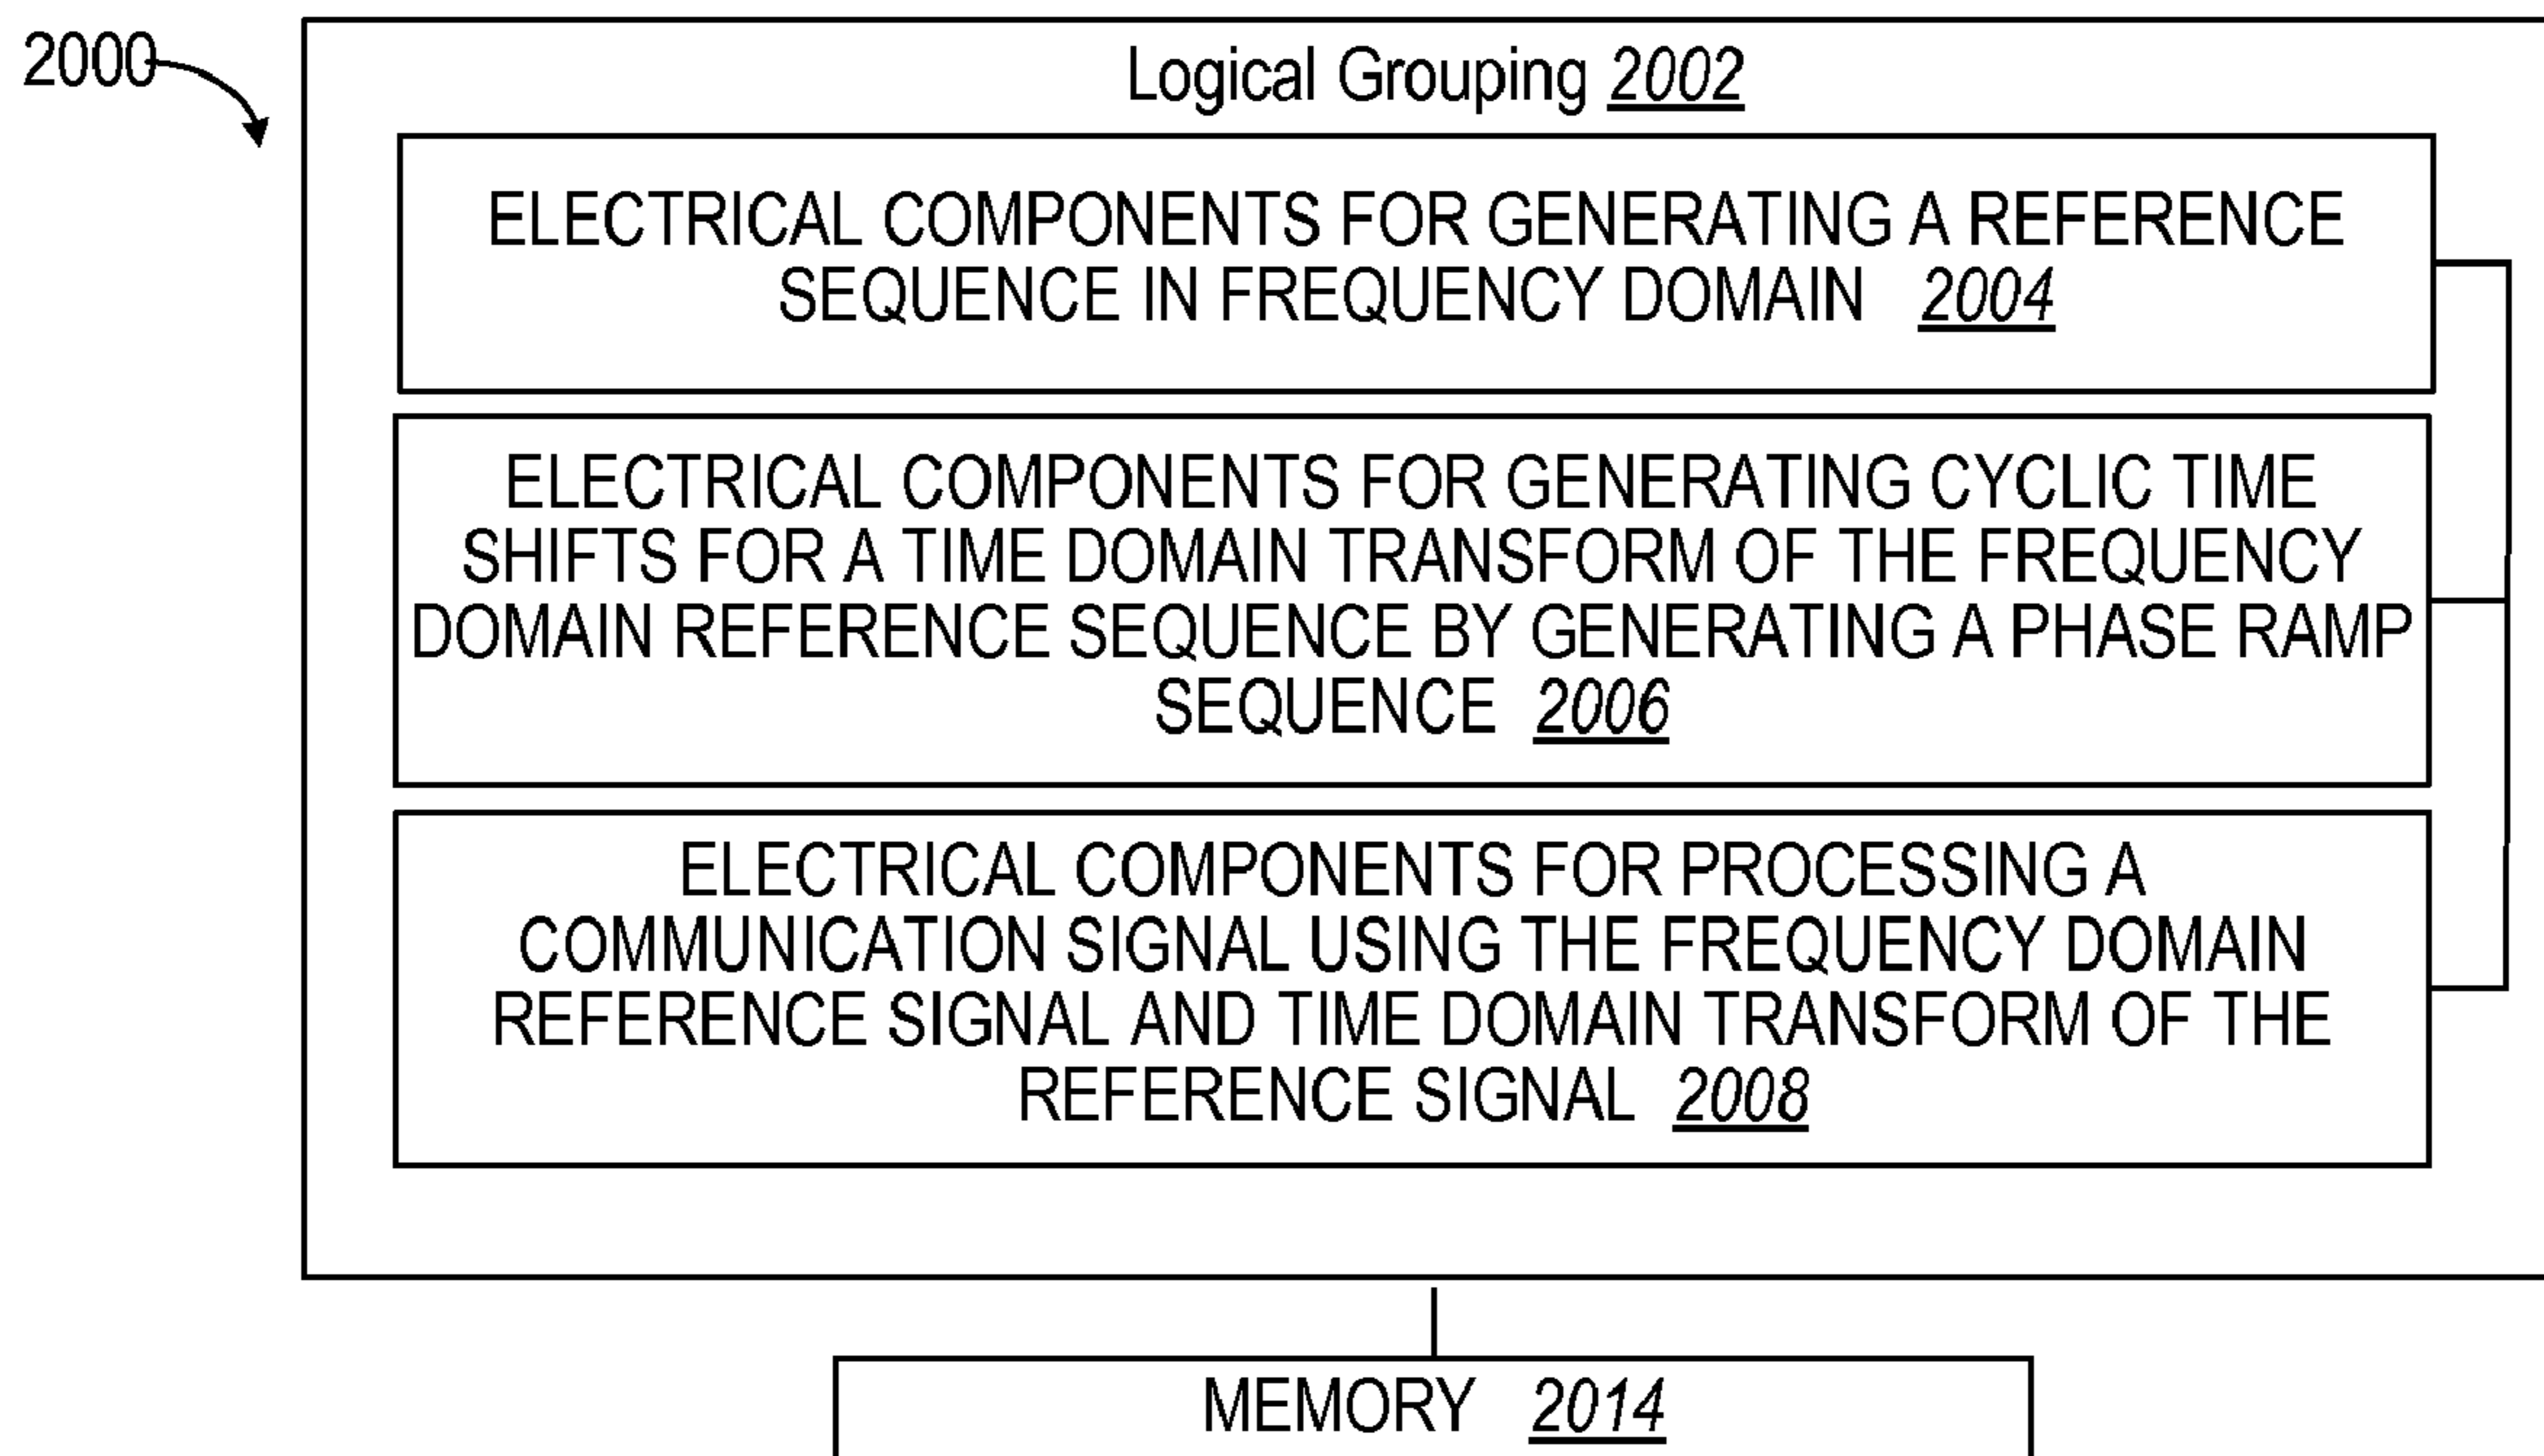 2000
Logical Grouping 2002
ELECTRICAL COMPONENTS FOR GENERATING A REFERENCE
SEQUENCE IN FREQUENCY DOMAIN 2004
ELECTRICAL COMPONENTS FOR GENERATING CYCLIC TIME
SHIFTS FOR A TIME DOMAIN TRANSFORM OF THE FREQUENCY
DOMAIN REFERENCE SEQUENCE BY GENERATING A PHASE RAMP
SEQUENCE 2006
ELECTRICAL COMPONENTS FOR PROCESSING A
COMMUNICATION SIGNAL USING THE FREQUENCY DOMAIN
REFERENCE SIGNAL AND TIME DOMAIN TRANSFORM OF THE
REFERENCE SIGNAL 2008
MEMORY 2014